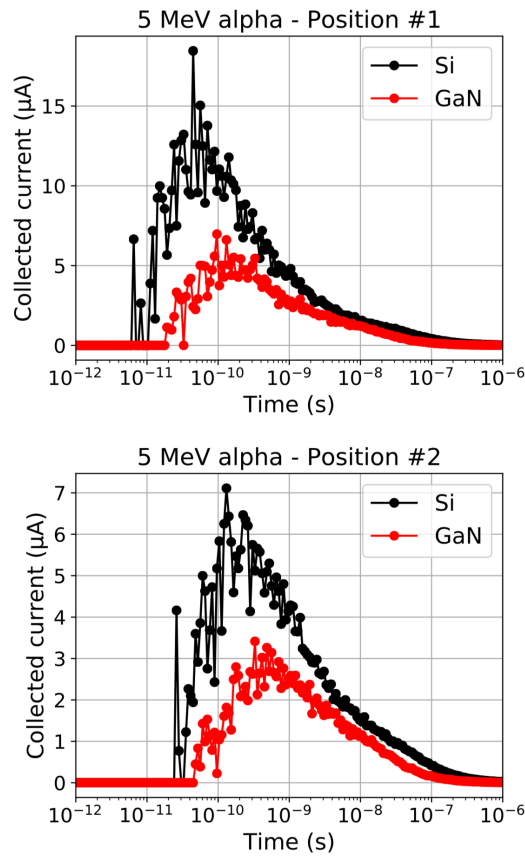 5 MeV alpha - Position #1
Collected current (µA)
15
10
5
0
Si
GaN
10⁻¹² 10⁻¹¹ 10⁻¹⁰ 10⁻⁹ 10⁻⁸ 10⁻⁷ 10⁻⁶
Time (s)
5 MeV alpha - Position #2
Collected current (µA)
7
6
5
4
3
2
1
0
Si
GaN
10⁻¹² 10⁻¹¹ 10⁻¹⁰ 10⁻⁹ 10⁻⁸ 10⁻⁷ 10⁻⁶
Time (s)